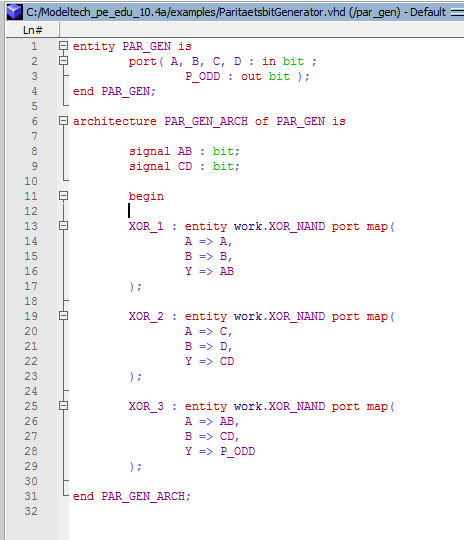 C:/Modeltech_pe_edu_10.4a/examples/ParitaetsbitGenerator.vhd (/par_gen) - Default
Ln#
1 entity PAR_GEN is
2 port( A, B, C, D : in bit ;
3 P_ODD : out bit );
4 end PAR_GEN;
5
6 architecture PAR_GEN_ARCH of PAR_GEN is
7
8 signal AB : bit;
9 signal CD : bit;
10
11 begin
12
13 XOR_1 : entity work.XOR_NAND port map(
14 A => A,
15 B => B,
16 Y => AB
17 );
18
19 XOR_2 : entity work.XOR_NAND port map(
20 A => C,
21 B => D,
22 Y => CD
23 );
24
25 XOR_3 : entity work.XOR_NAND port map(
26 A => AB,
27 B => CD,
28 Y => P_ODD
29 );
30
31 end PAR_GEN_ARCH;
32